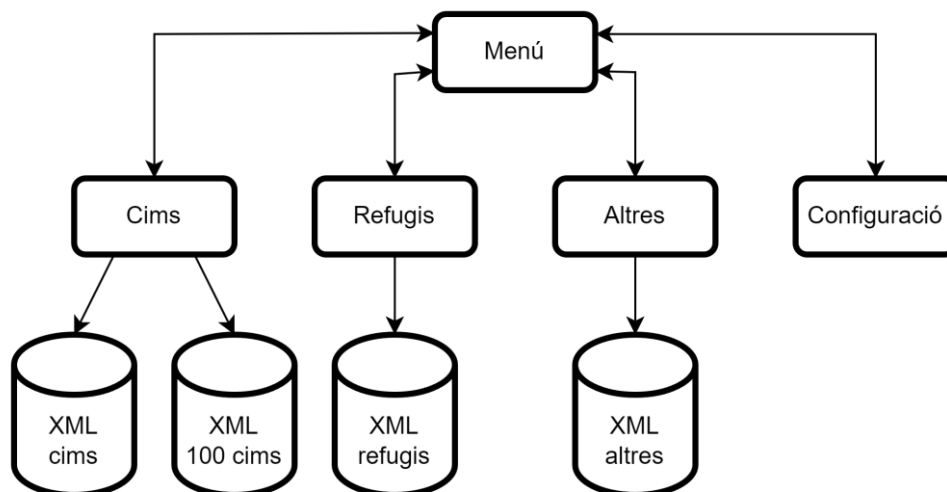 Menú
Cims
Refugis
Altres
Configuració
XML
cims
XML
100 cims
XML
refugis
XML
altres